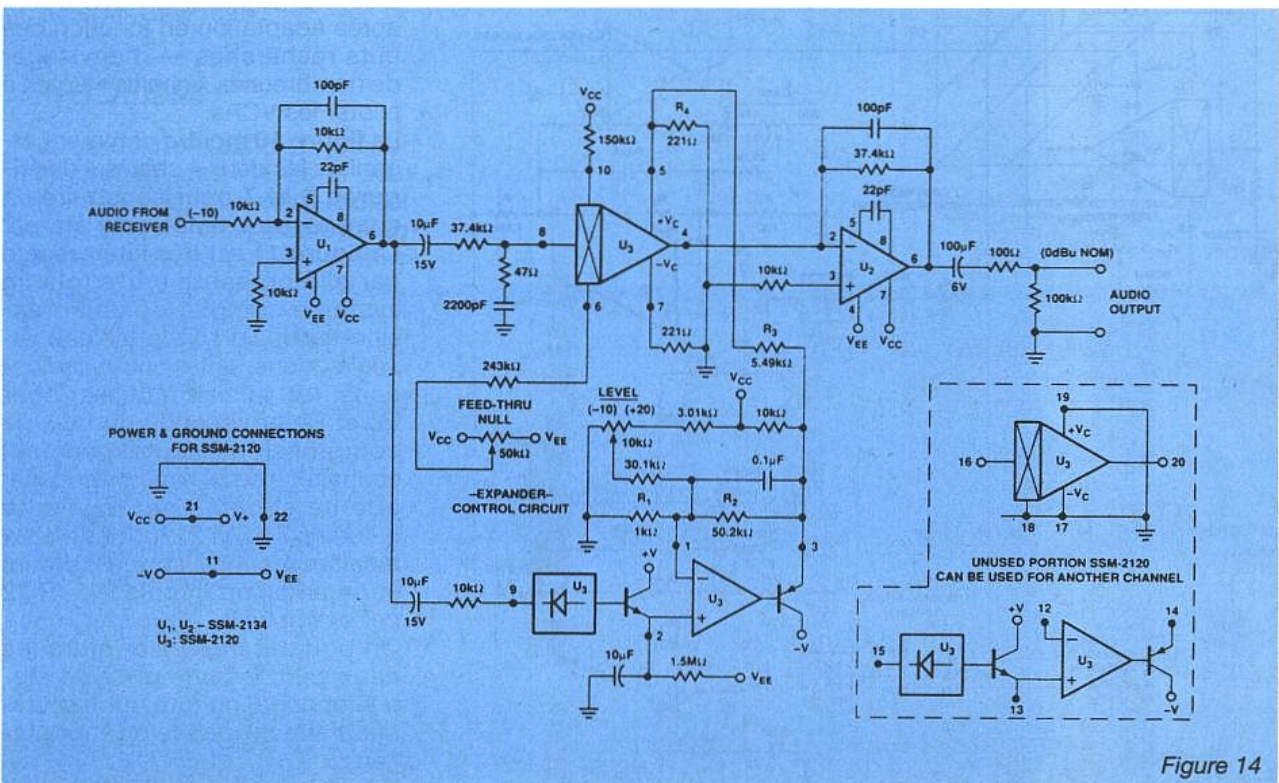 100pF
10kΩ
22pF
5
8
AUDIO FROM
RECEIVER
(–10)
10kΩ
2
3
U1
6
4
7
10kΩ
VEE
VCC
10µF
15V
37.4kΩ
8
47Ω
2200pF
VCC
150kΩ
10
U3
6
R4
221Ω
5
+VC
4
–VC
7
221Ω
10kΩ
R3
5.49kΩ
100pF
37.4kΩ
22pF
5
8
2
3
U2
6
4
7
VEE
VCC
100µF
6V
100Ω
(0dBu NOM)
100kΩ
AUDIO
OUTPUT
243kΩ
FEED-THRU
NULL
VCC
VEE
50kΩ
LEVEL
(–10) (+20)
10kΩ
3.01kΩ
VCC
10kΩ
30.1kΩ
0.1µF
–EXPANDER–
CONTROL CIRCUIT
R1
1kΩ
R2
50.2kΩ
1
3
10µF
15V
10kΩ
9
U3
+V
U3
–V
2
10µF
1.5MΩ
VEE
POWER & GROUND CONNECTIONS
FOR SSM-2120
VCC
21
V+
22
–V
11
VEE
U1, U2 – SSM-2134
U3: SSM-2120
19
+VC
16
U3
20
–VC
18
17
UNUSED PORTION SSM-2120
CAN BE USED FOR ANOTHER CHANNEL
15
U3
+V
13
12
U3
14
–V
Figure 14